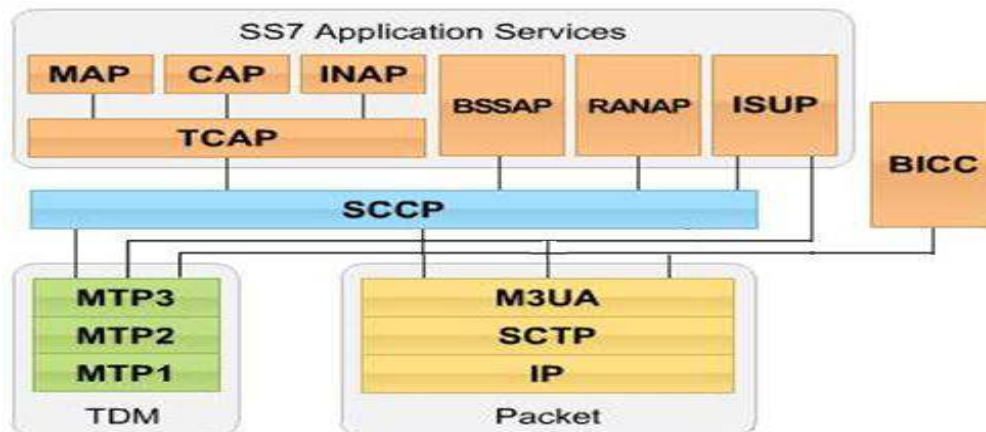 SS7 Application Services
MAP CAP INAP
BSSAP RANAP ISUP
TCAP
BICC
SCCP
MTP3
MTP2
MTP1
TDM
M3UA
SCTP
IP
Packet